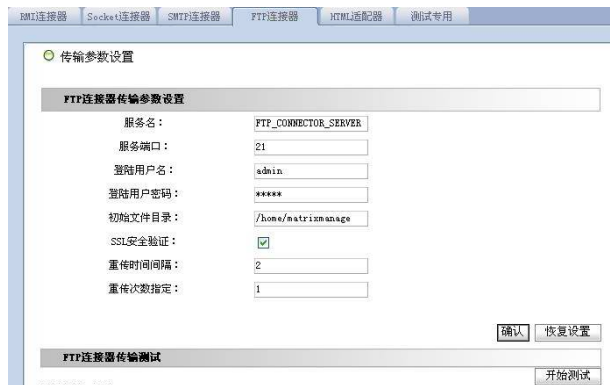 RMI连接器 Socket连接器 SMTP连接器 FTP连接器 HTML适配器 测试专用
传输参数设置
FTP连接器传输参数设置
服务名： FTP_CONNECTOR_SERVER
服务端口： 21
登陆用户名： admin
登陆用户密码： *****
初始文件目录： /home/matrixmanage
SSL安全验证：
重传时间间隔： 2
重传次数指定： 1
确认 恢复设置
FTP连接器传输测试
开始测试